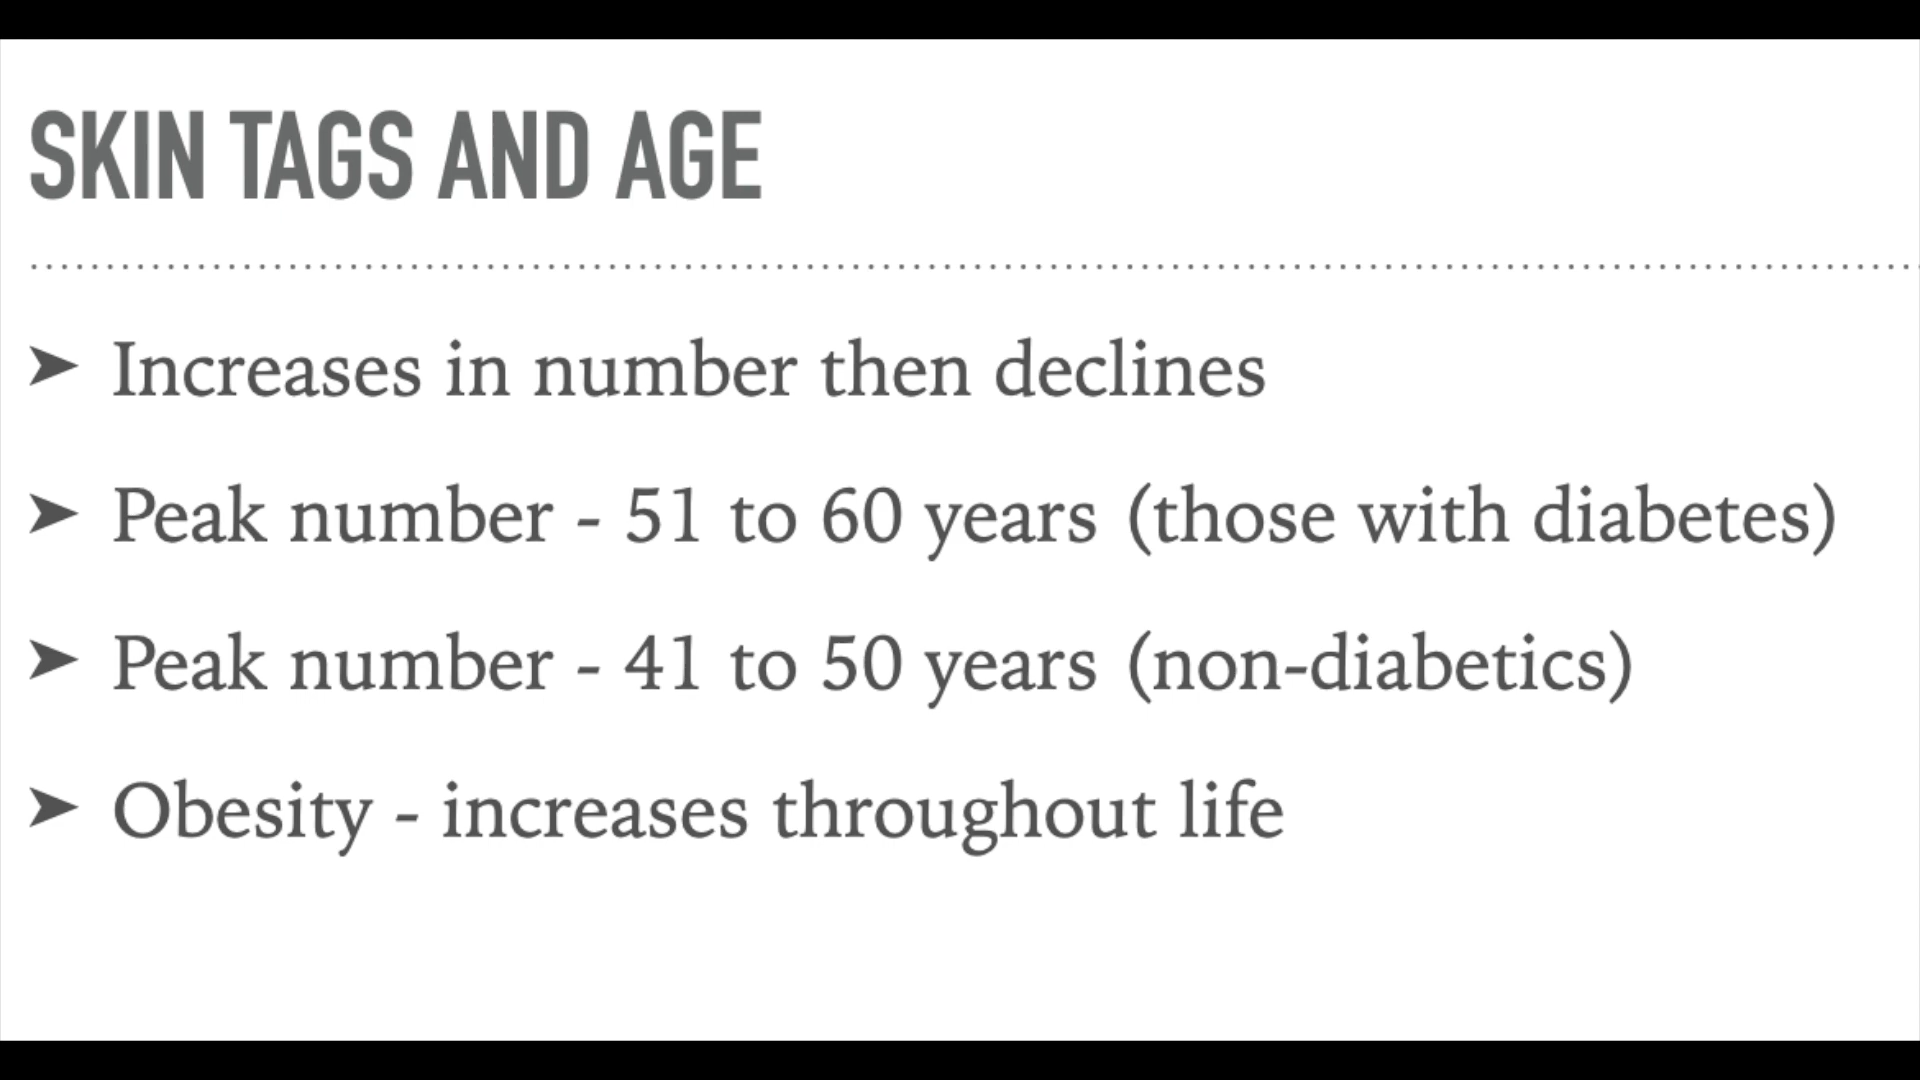 SKIN TAGS AND AGE
➤ Increases in number then declines
➤ Peak number - 51 to 60 years (those with diabetes)
➤ Peak number - 41 to 50 years (non-diabetics)
➤ Obesity - increases throughout life